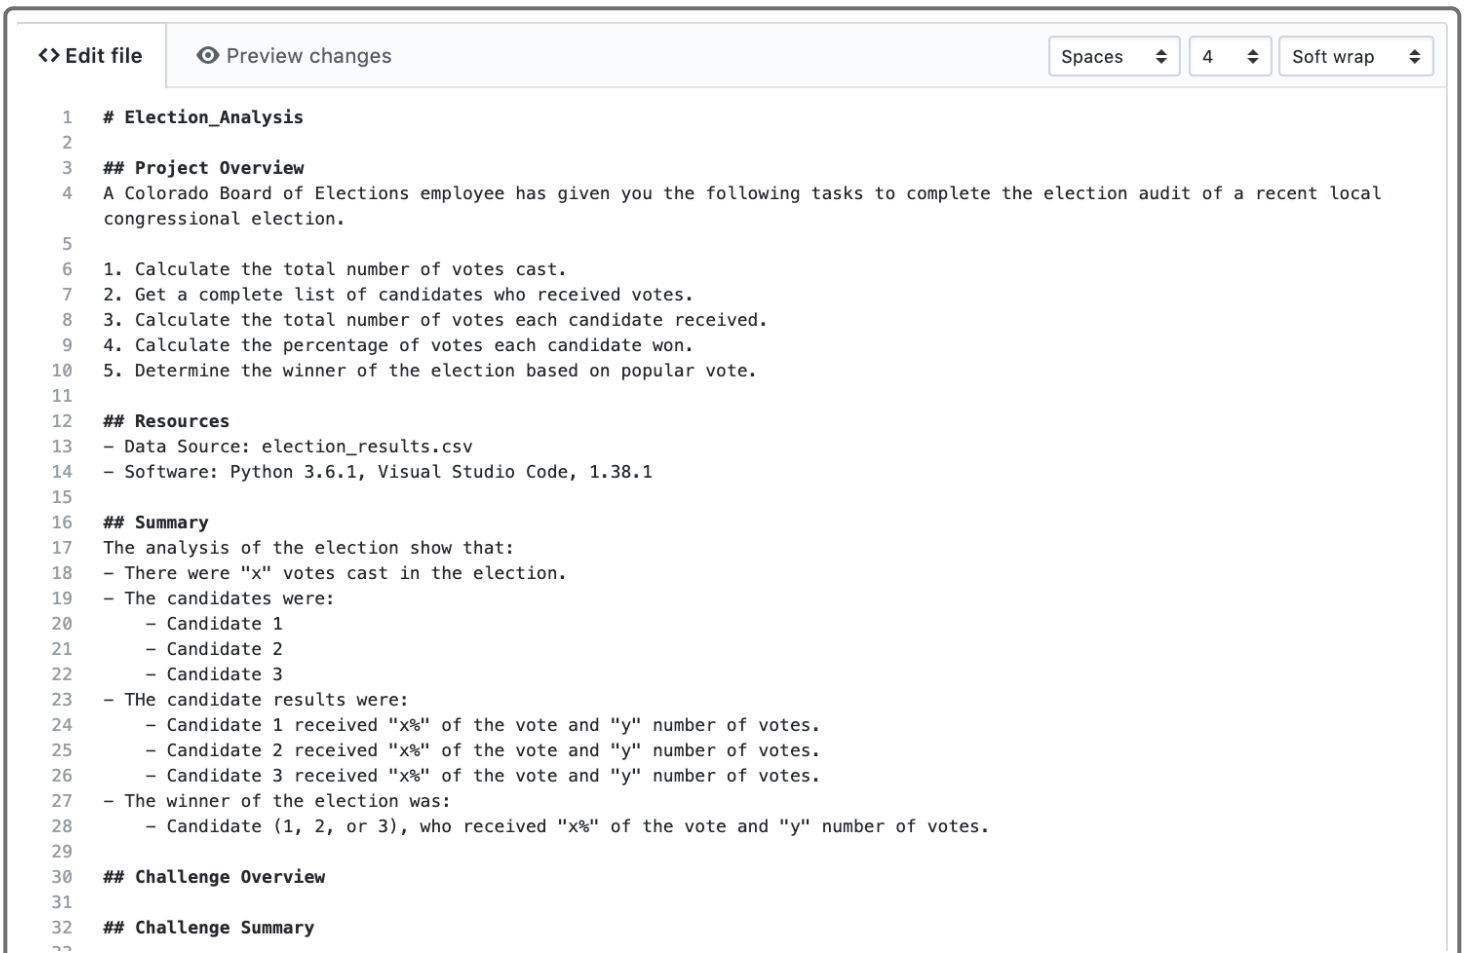 <> Edit file    Preview changes    Spaces    4    Soft wrap
1 # Election_Analysis
2
3 ## Project Overview
4 A Colorado Board of Elections employee has given you the following tasks to complete the election audit of a recent local
congressional election.
5
6 1. Calculate the total number of votes cast.
7 2. Get a complete list of candidates who received votes.
8 3. Calculate the total number of votes each candidate received.
9 4. Calculate the percentage of votes each candidate won.
10 5. Determine the winner of the election based on popular vote.
11
12 ## Resources
13 - Data Source: election_results.csv
14 - Software: Python 3.6.1, Visual Studio Code, 1.38.1
15
16 ## Summary
17 The analysis of the election show that:
18 - There were "x" votes cast in the election.
19 - The candidates were:
20     - Candidate 1
21     - Candidate 2
22     - Candidate 3
23 - THe candidate results were:
24     - Candidate 1 received "x%" of the vote and "y" number of votes.
25     - Candidate 2 received "x%" of the vote and "y" number of votes.
26     - Candidate 3 received "x%" of the vote and "y" number of votes.
27 - The winner of the election was:
28     - Candidate (1, 2, or 3), who received "x%" of the vote and "y" number of votes.
29
30 ## Challenge Overview
31
32 ## Challenge Summary